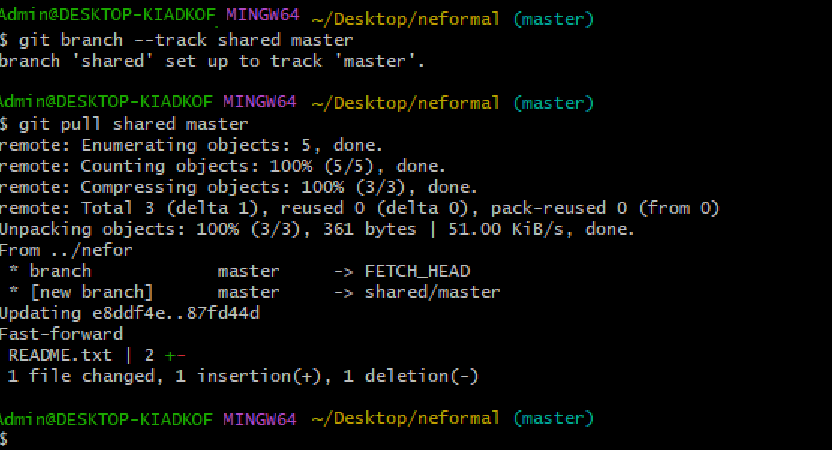 Admin@DESKTOP-KIADKOF MINGW64 ~/Desktop/neformal (master)
$ git branch --track shared master
branch 'shared' set up to track 'master'.
Admin@DESKTOP-KIADKOF MINGW64 ~/Desktop/neformal (master)
$ git pull shared master
remote: Enumerating objects: 5, done.
remote: Counting objects: 100% (5/5), done.
remote: Compressing objects: 100% (3/3), done.
remote: Total 3 (delta 1), reused 0 (delta 0), pack-reused 0 (from 0)
Unpacking objects: 100% (3/3), 361 bytes | 51.00 KiB/s, done.
From ../nefor
 * branch            master     -> FETCH_HEAD
 * [new branch]      master     -> shared/master
Updating e8ddf4e..87fd44d
Fast-forward
 README.txt | 2 +-
 1 file changed, 1 insertion(+), 1 deletion(-)
Admin@DESKTOP-KIADKOF MINGW64 ~/Desktop/neformal (master)
$